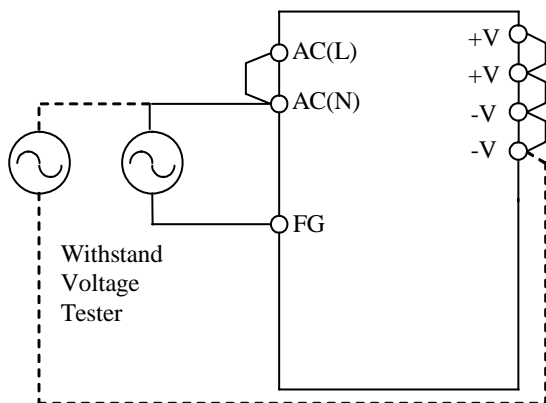 AC(L)
AC(N)
FG
+V
+V
-V
-V
Withstand
Voltage
Tester